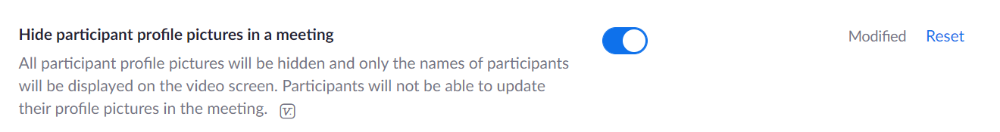 Hide participant profile pictures in a meeting
Modified Reset
All participant profile pictures will be hidden and only the names of participants
will be displayed on the video screen. Participants will not be able to update
their profile pictures in the meeting. V.